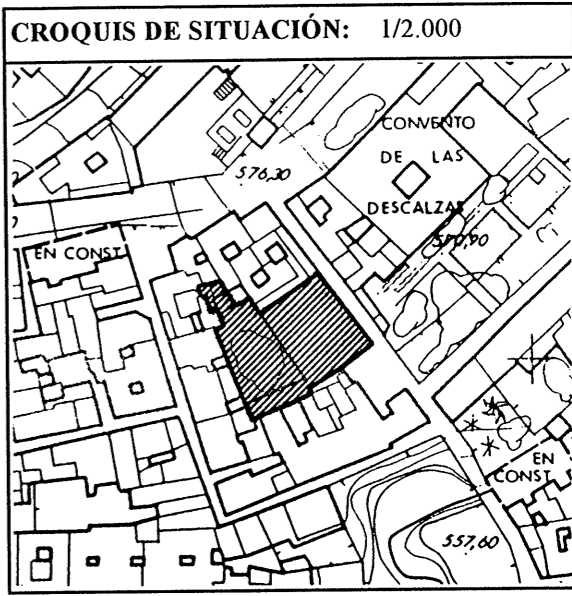 CROQUIS DE SITUACIÓN: 1/2.000
CONVENTO
DE LAS
DESCALZAS
576,30
570,90
EN CONST.
EN
CONST.
557,60